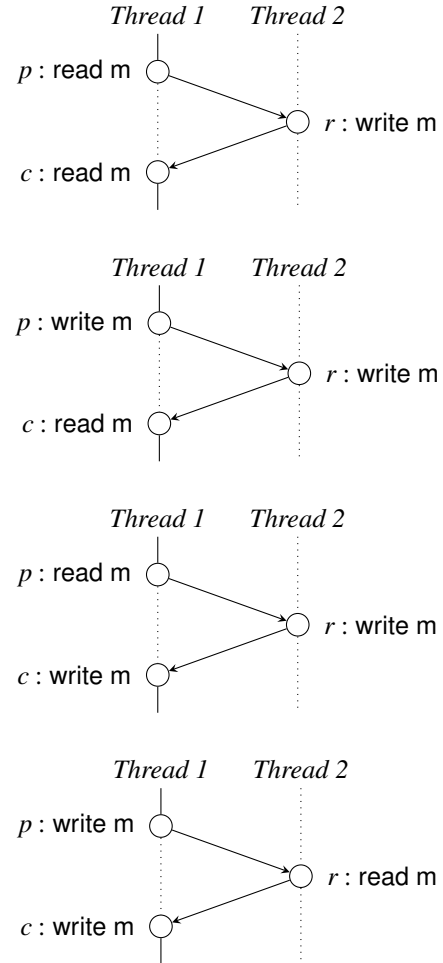 Thread 1 Thread 2
p : read m
r : write m
c : read m
Thread 1 Thread 2
p : write m
r : write m
c : read m
Thread 1 Thread 2
p : read m
r : write m
c : write m
Thread 1 Thread 2
p : write m
r : read m
c : write m